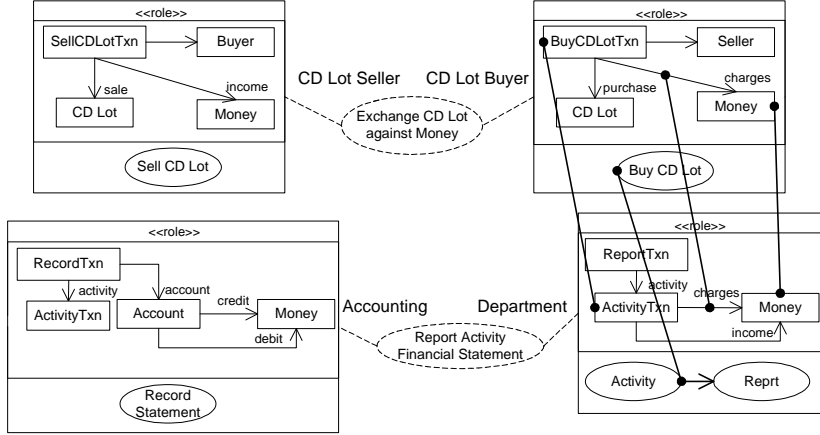 <<role>>
SellCDLotTxn
Buyer
sale
income
CD Lot
Money
Sell CD Lot
CD Lot Seller
CD Lot Buyer
Exchange CD Lot
against Money
<<role>>
BuyCDLotTxn
Seller
purchase
charges
CD Lot
Money
Buy CD Lot
<<role>>
RecordTxn
activity
account
ActivityTxn
Account
credit
Money
debit
Record
Statement
Accounting
Department
Report Activity
Financial Statement
<<role>>
ReportTxn
activity
charges
ActivityTxn
Money
income
Activity
Reprt